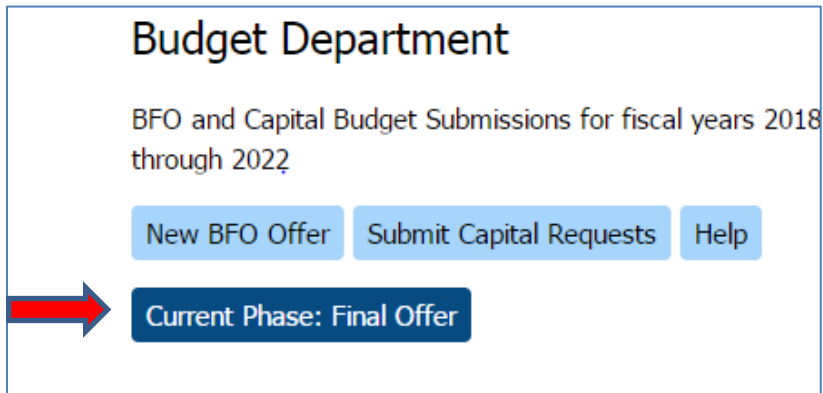 Budget Department
BFO and Capital Budget Submissions for fiscal years 2018
through 2022
New BFO Offer Submit Capital Requests Help
Current Phase: Final Offer